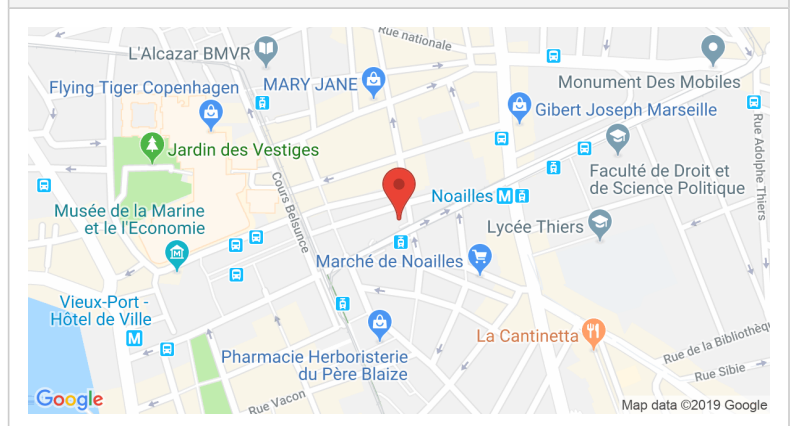 Rue nationale
L'Alcazar BMVR
Flying Tiger Copenhagen
MARY JANE
Monument Des Mobiles
Gibert Joseph Marseille
Rue Adolphe Thiers
Jardin des Vestiges
Faculté de Droit et
de Science Politique
Cours Belsunce
Noailles M
Musée de la Marine
et le l'Economie
M
Lycée Thiers
Marché de Noailles
Vieux-Port -
Hôtel de Ville
M
La Cantinetta
Pharmacie Herboristerie
du Père Blaize
Rue de la Bibliothèqu
Rue Sibie
Rue Vacon
Google
Map data ©2019 Google